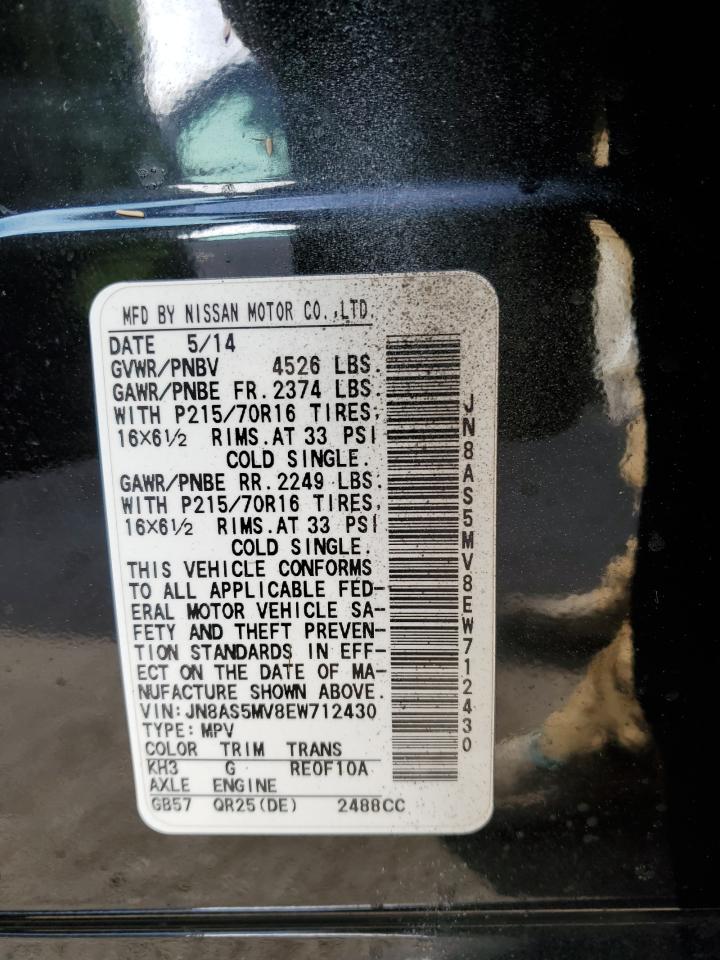 MFD BY NISSAN MOTOR CO.,LTD.
DATE 5/14
GVWR/PNBV 4526 LBS.
GAWR/PNBE FR.2374 LBS.
WITH P215/70R16 TIRES,
16X6½ RIMS.AT 33 PSI
COLD SINGLE.
GAWR/PNBE RR.2249 LBS.
WITH P215/70R16 TIRES,
16X6½ RIMS.AT 33 PSI
COLD SINGLE.
THIS VEHICLE CONFORMS
TO ALL APPLICABLE FED-
ERAL MOTOR VEHICLE SA-
FETY AND THEFT PREVEN-
TION STANDARDS IN EFF-
ECT ON THE DATE OF MA-
NUFACTURE SHOWN ABOVE.
VIN:JN8AS5MV8EW712430
TYPE:MPV
COLOR TRIM TRANS
KH3 G RE0F10A
AXLE ENGINE
GB57 QR25(DE) 2488CC
JN8AS5MV8EW712430